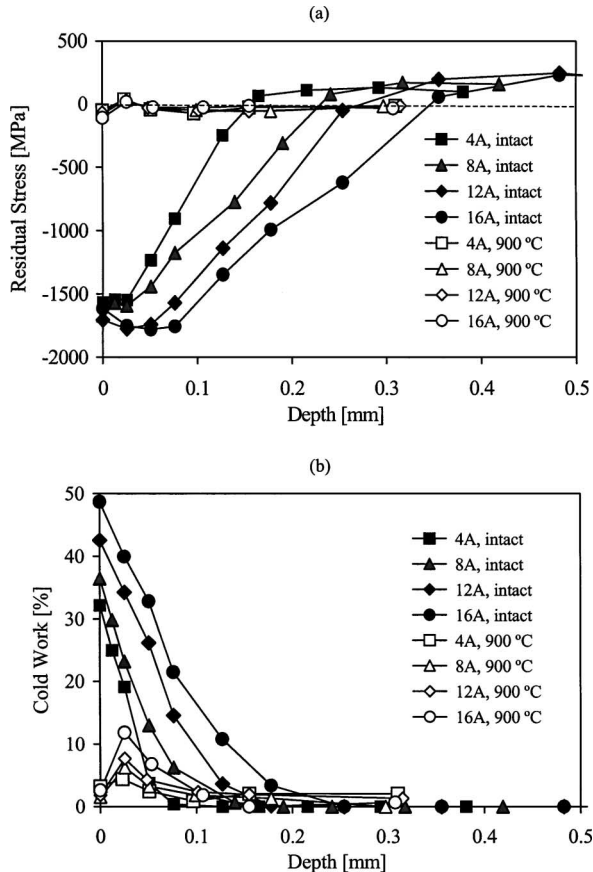 (a)
500
0
-500
-1000
-1500
-2000
Residual Stress [MPa]
4A, intact
8A, intact
12A, intact
16A, intact
4A, 900 ºC
8A, 900 ºC
12A, 900 ºC
16A, 900 ºC
0 0.1 0.2 0.3 0.4 0.5
Depth [mm]
(b)
50
40
30
20
10
0
Cold Work [%]
4A, intact
8A, intact
12A, intact
16A, intact
4A, 900 ºC
8A, 900 ºC
12A, 900 ºC
16A, 900 ºC
0 0.1 0.2 0.3 0.4 0.5
Depth [mm]